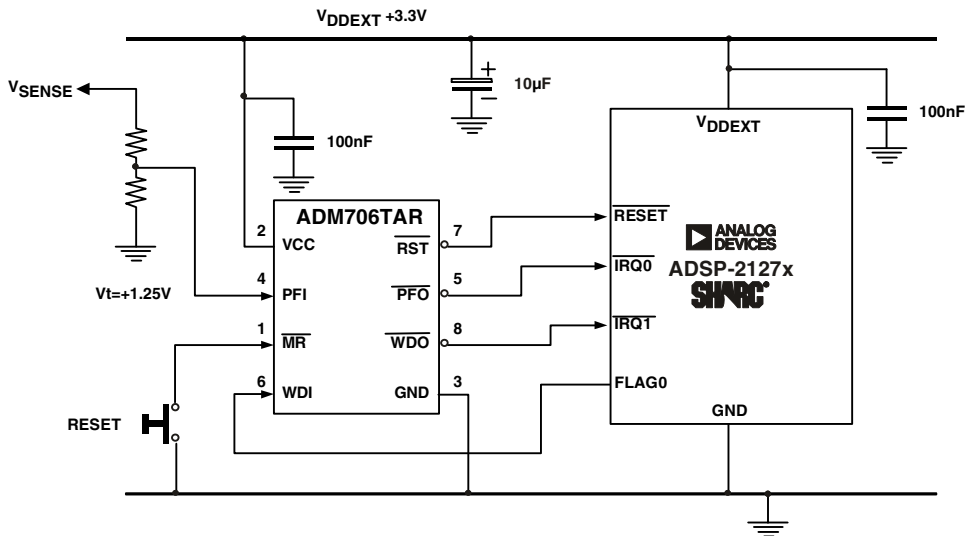 VDDEXT +3.3V
VSENSE
10µF
+
−
100nF
100nF
VDDEXT
ADM706TAR
2
VCC
RST
7
RESET
ANALOG
DEVICES
ADSP-2127x
SHARC®
4
PFI
PFO
5
IRQ0
Vt=+1.25V
1
MR
WDO
8
IRQ1
6
WDI
GND
3
FLAG0
RESET
GND